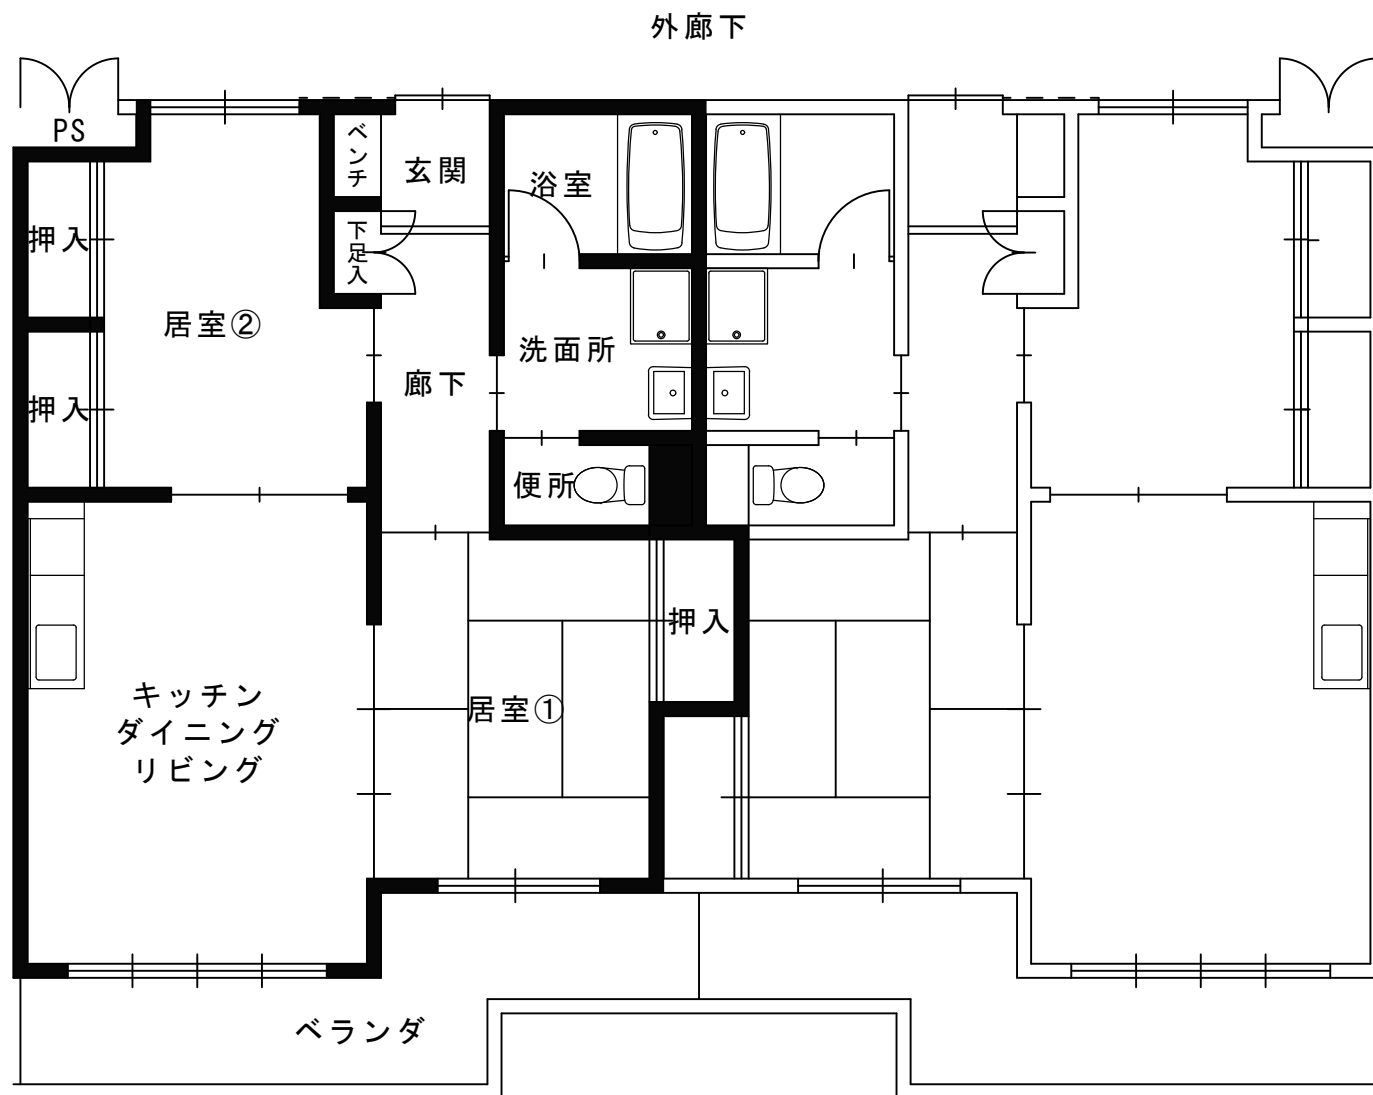 外廊下
PS
ベンチ
玄関
浴室
押入
下足入
居室②
洗面所
廊下
押入
便所
押入
キッチン
ダイニング
リビング
居室①
ベランダ